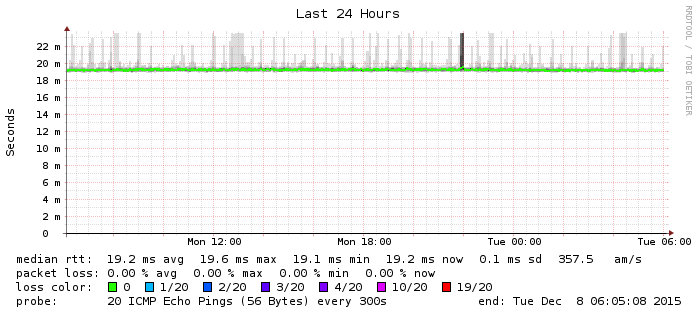 Last 24 Hours
RRDTOOL / TOBI OETIKER
Seconds
22 m
20 m
18 m
16 m
14 m
12 m
10 m
8 m
6 m
4 m
2 m
0
Mon 12:00 Mon 18:00 Tue 00:00 Tue 06:00
median rtt: 19.2 ms avg 19.6 ms max 19.1 ms min 19.2 ms now 0.1 ms sd 357.5 am/s
packet loss: 0.00 % avg 0.00 % max 0.00 % min 0.00 % now
loss color: 0 1/20 2/20 3/20 4/20 10/20 19/20
probe: 20 ICMP Echo Pings (56 Bytes) every 300s end: Tue Dec 8 06:05:08 2015